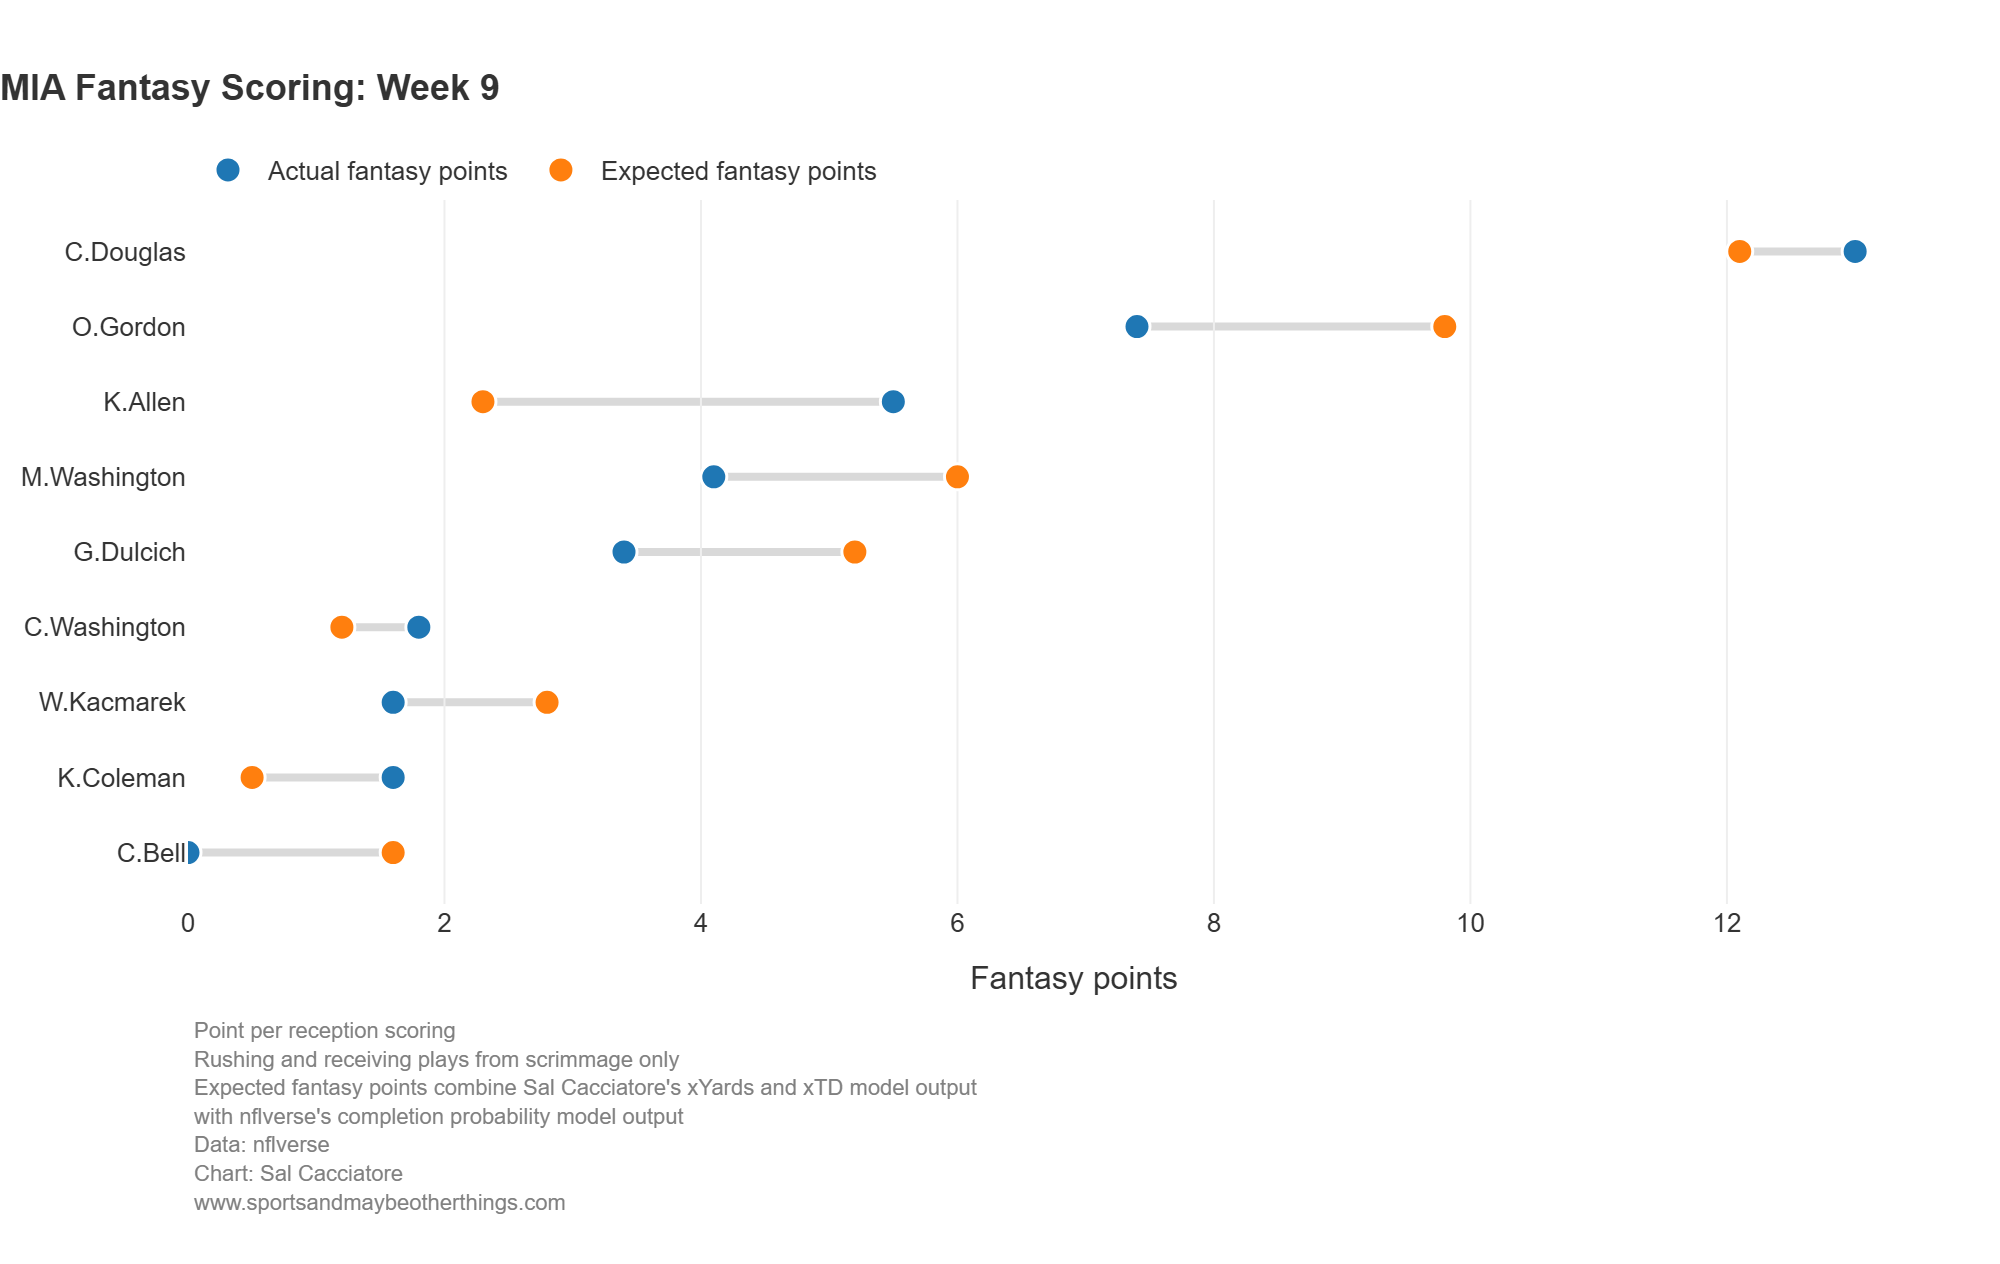 MIA Fantasy Scoring: Week 9
Actual fantasy points
Expected fantasy points
C.Douglas
O.Gordon
K.Allen
M.Washington
G.Dulcich
C.Washington
W.Kacmarek
K.Coleman
C.Bell
0 2 4 6 8 10 12
Fantasy points
Point per reception scoring
Rushing and receiving plays from scrimmage only
Expected fantasy points combine Sal Cacciatore's xYards and xTD model output
with nflverse's completion probability model output
Data: nflverse
Chart: Sal Cacciatore
www.sportsandmaybeotherthings.com